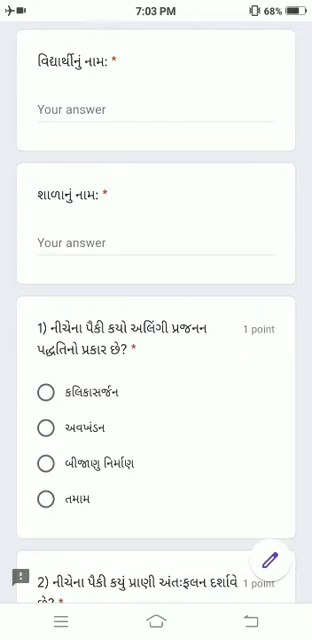 7:03 PM
68%
વિદ્યાર્થીનું નામ: *
Your answer
શાળાનું નામ: *
Your answer
1) નીચેના પૈકી કયો અલિંગી પ્રજનન 1 point
પદ્ધતિનો પ્રકાર છે? *
કલિકાસર્જન
અવખંડન
બીજાણુ નિર્માણ
તમામ
2) નીચેના પૈકી કયું પ્રાણી અંતઃફલન દર્શાવે 1 point
છે? *